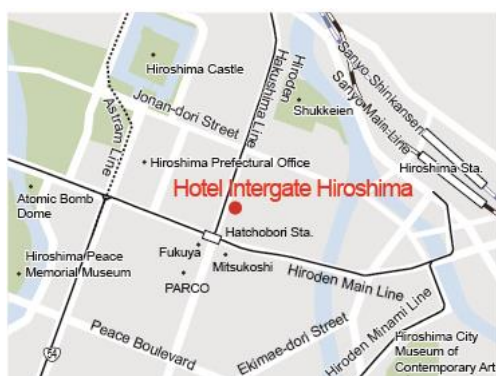 Hiroshima Castle
Astram Line
Jonan-dori Street
Hiroden
Hakushima Line
Shukkeien
Sanyo Shinkansen
Sanyo Main Line
Hiroshima Sta.
Hiroshima Prefectural Office
Hotel Intergate Hiroshima
Atomic Bomb
Dome
Hatchobori Sta.
Fukuya
Mitsukoshi
Hiroshima Peace
Memorial Museum
PARCO
Hiroden Main Line
Peace Boulevard
Ekimae-dori Street
Hiroden Minami Line
54
Hiroshima City
Museum of
Contemporary Art